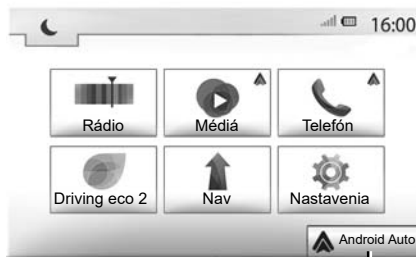 16:00
Rádio
Médiá
Telefón
Driving eco 2
Nav
Nastavenia
Android Auto